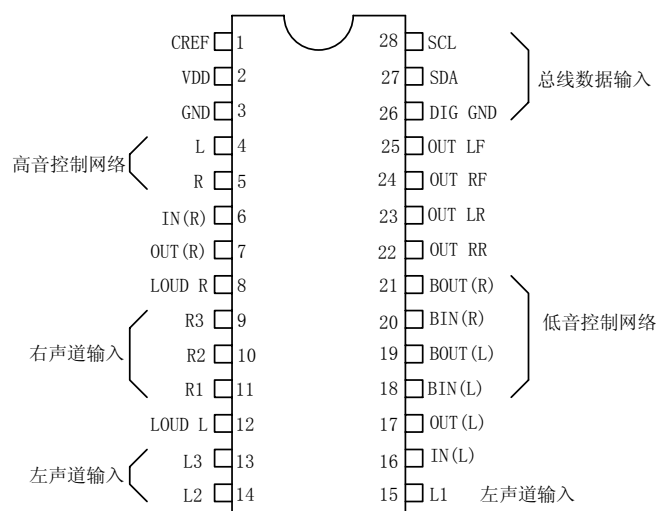 CREF 1 28 SCL
VDD 2 27 SDA 总线数据输入
GND 3 26 DIG GND
L 4 25 OUT LF
高音控制网络
R 5 24 OUT RF
IN(R) 6 23 OUT LR
OUT(R) 7 22 OUT RR
LOUD R 8 21 BOUT(R)
R3 9 20 BIN(R) 低音控制网络
右声道输入 R2 10 19 BOUT(L)
R1 11 18 BIN(L)
LOUD L 12 17 OUT(L)
L3 13 16 IN(L)
左声道输入
L2 14 15 L1 左声道输入